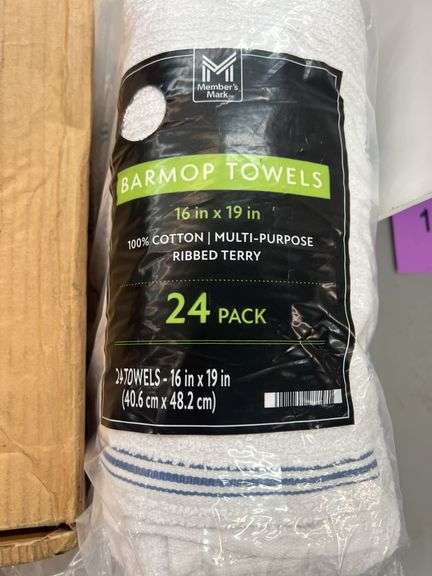 Member's
Mark
BARMOP TOWELS
16 in x 19 in
100% COTTON | MULTI-PURPOSE
RIBBED TERRY
24 PACK
24 TOWELS - 16 in x 19 in
(40.6 cm x 48.2 cm)